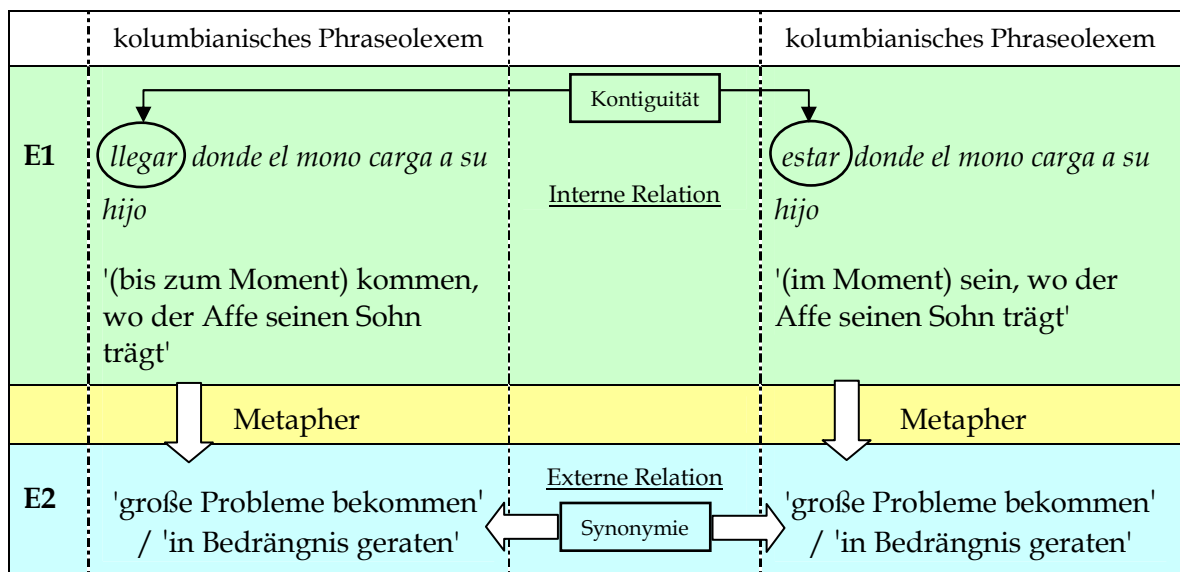 kolumbianisches Phraseolexem
kolumbianisches Phraseolexem
E1
Kontiguität
llegar donde el mono carga a su
hijo
'(bis zum Moment) kommen,
wo der Affe seinen Sohn
trägt'
Interne Relation
estar donde el mono carga a su
hijo
'(im Moment) sein, wo der
Affe seinen Sohn trägt'
Metapher
Metapher
E2
'große Probleme bekommen'
/ 'in Bedrängnis geraten'
Externe Relation
Synonymie
'große Probleme bekommen'
/ 'in Bedrängnis geraten'